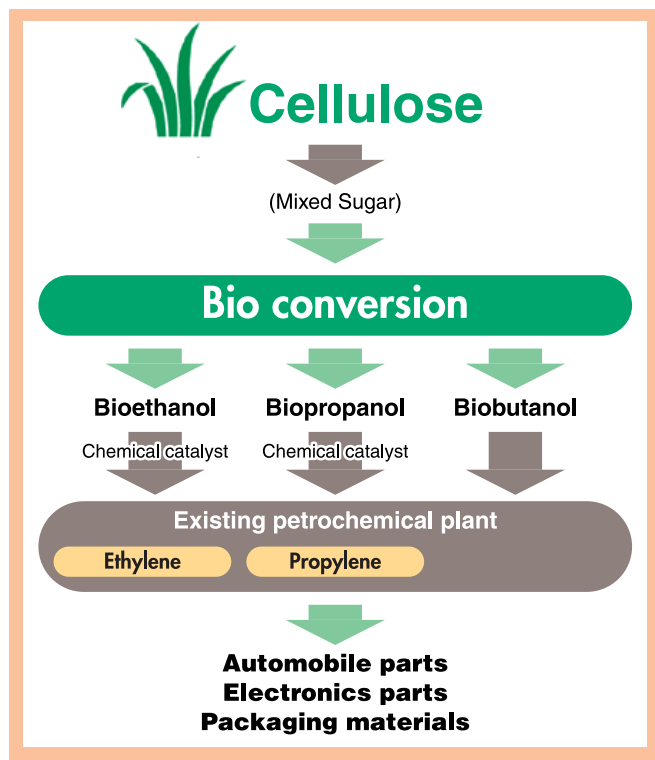 Cellulose
(Mixed Sugar)
Bio conversion
Bioethanol
Biopropanol
Biobutanol
Chemical catalyst
Chemical catalyst
Existing petrochemical plant
Ethylene
Propylene
Automobile parts
Electronics parts
Packaging materials